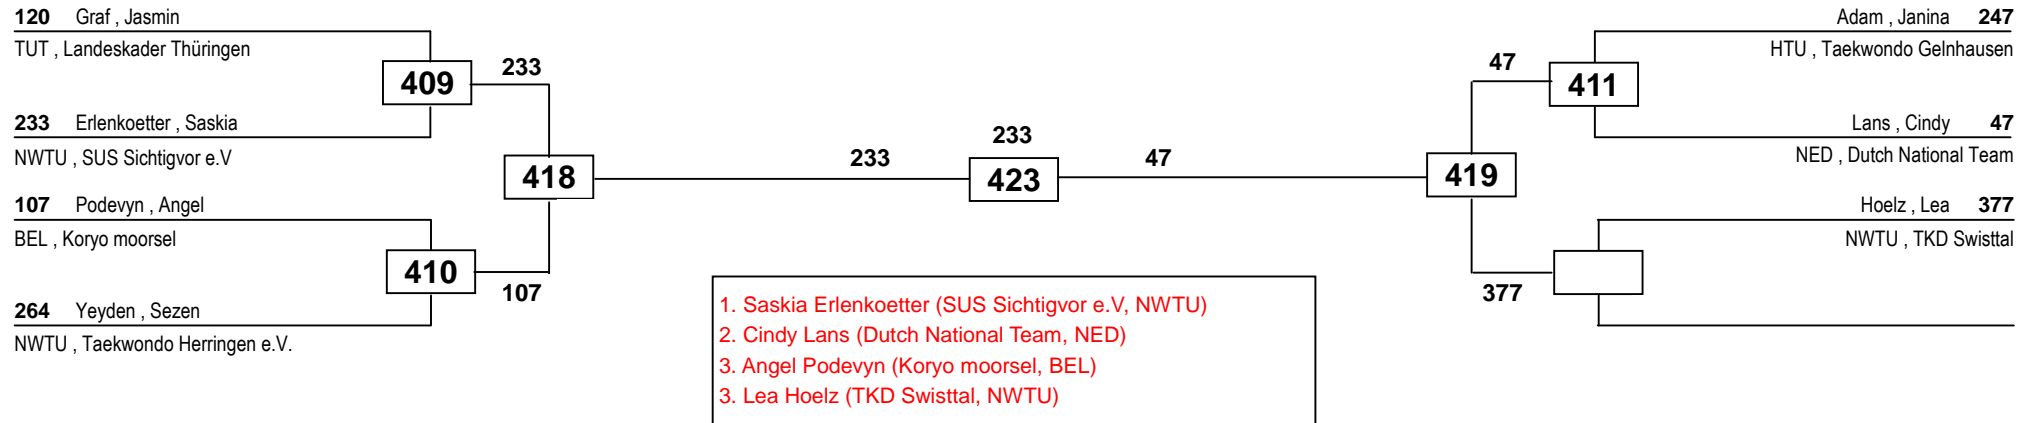 120 Graf , Jasmin
TUT , Landeskader Thüringen
409
233
233 Erlenkoetter , Saskia
NWTU , SUS Sichtigvor e.V
418
107 Podevyn , Angel
BEL , Koryo moorsel
410
107
264 Yeyden , Sezen
NWTU , Taekwondo Herringen e.V.
233
233
423
47
Adam , Janina 247
HTU , Taekwondo Gelnhausen
47
411
Lans , Cindy 47
NED , Dutch National Team
419
Hoelz , Lea 377
NWTU , TKD Swisttal
377
1. Saskia Erlenkoetter (SUS Sichtigvor e.V, NWTU)
2. Cindy Lans (Dutch National Team, NED)
3. Angel Podevyn (Koryo moorsel, BEL)
3. Lea Hoelz (TKD Swisttal, NWTU)